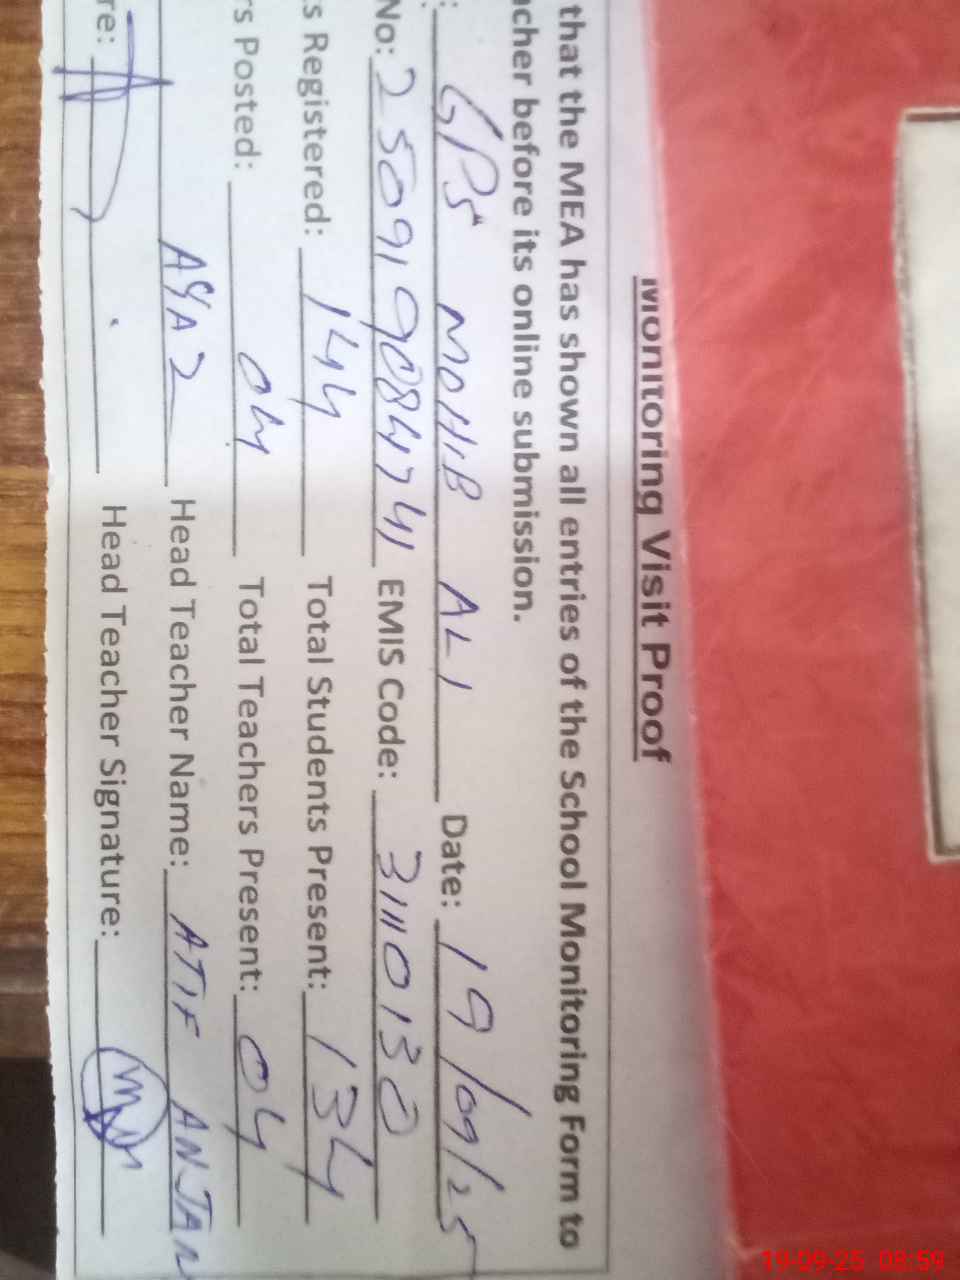 Monitoring Visit Proof
that the MEA has shown all entries of the School Monitoring Form to
acher before its online submission.
: GPS MOHIB ALI Date: 19/09/25
No: 250919084741 EMIS Code: 31110130
s Registered: 144 Total Students Present: 134
rs Posted: 04 Total Teachers Present: 04
Head Teacher Name: ATIF ANJAN
re: Head Teacher Signature:
19-09-25 08:59